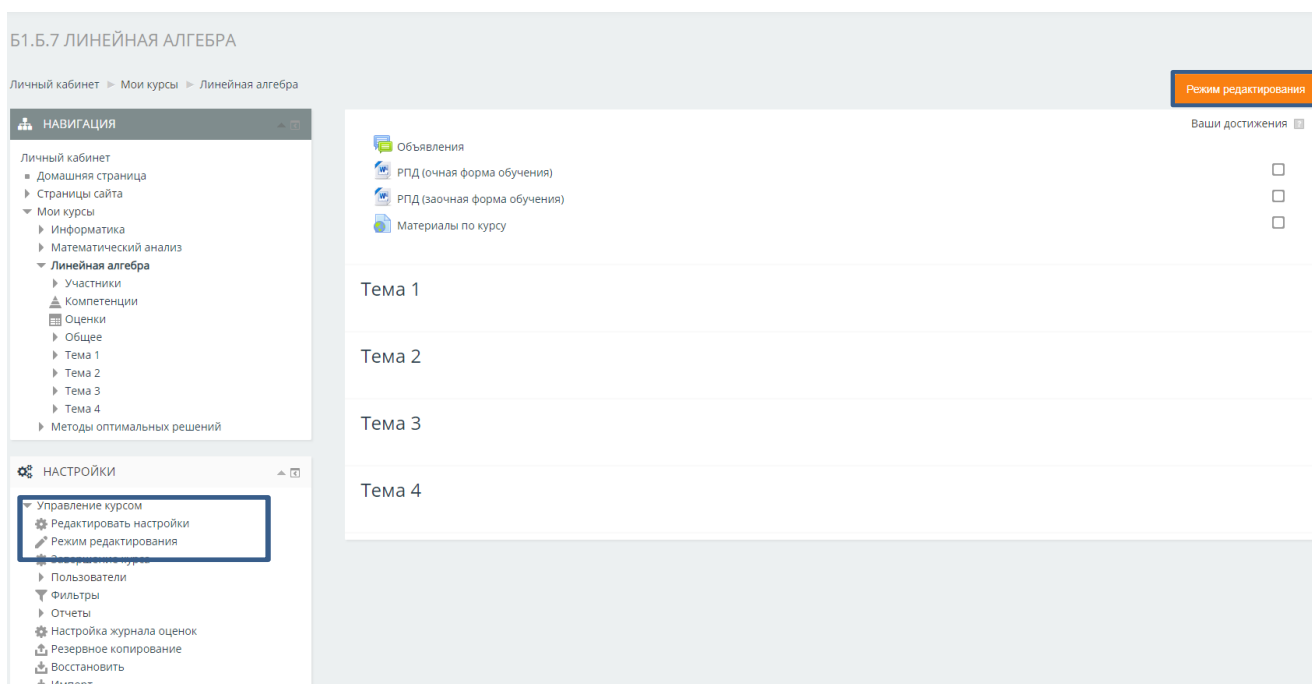 Б1.Б.7 ЛИНЕЙНАЯ АЛГЕБРА
Личный кабинет ► Мои курсы ► Линейная алгебра
Режим редактирования
НАВИГАЦИЯ
Личный кабинет
Домашняя страница
Страницы сайта
Мои курсы
Информатика
Математический анализ
Линейная алгебра
Участники
Компетенции
Оценки
Общее
Тема 1
Тема 2
Тема 3
Тема 4
Методы оптимальных решений
НАСТРОЙКИ
Управление курсом
Редактировать настройки
Режим редактирования
Завершение курса
Пользователи
Фильтры
Отчеты
Настройка журнала оценок
Резервное копирование
Восстановить
Импорт
Ваши достижения
Объявления
РПД (очная форма обучения)
РПД (заочная форма обучения)
Материалы по курсу
Тема 1
Тема 2
Тема 3
Тема 4